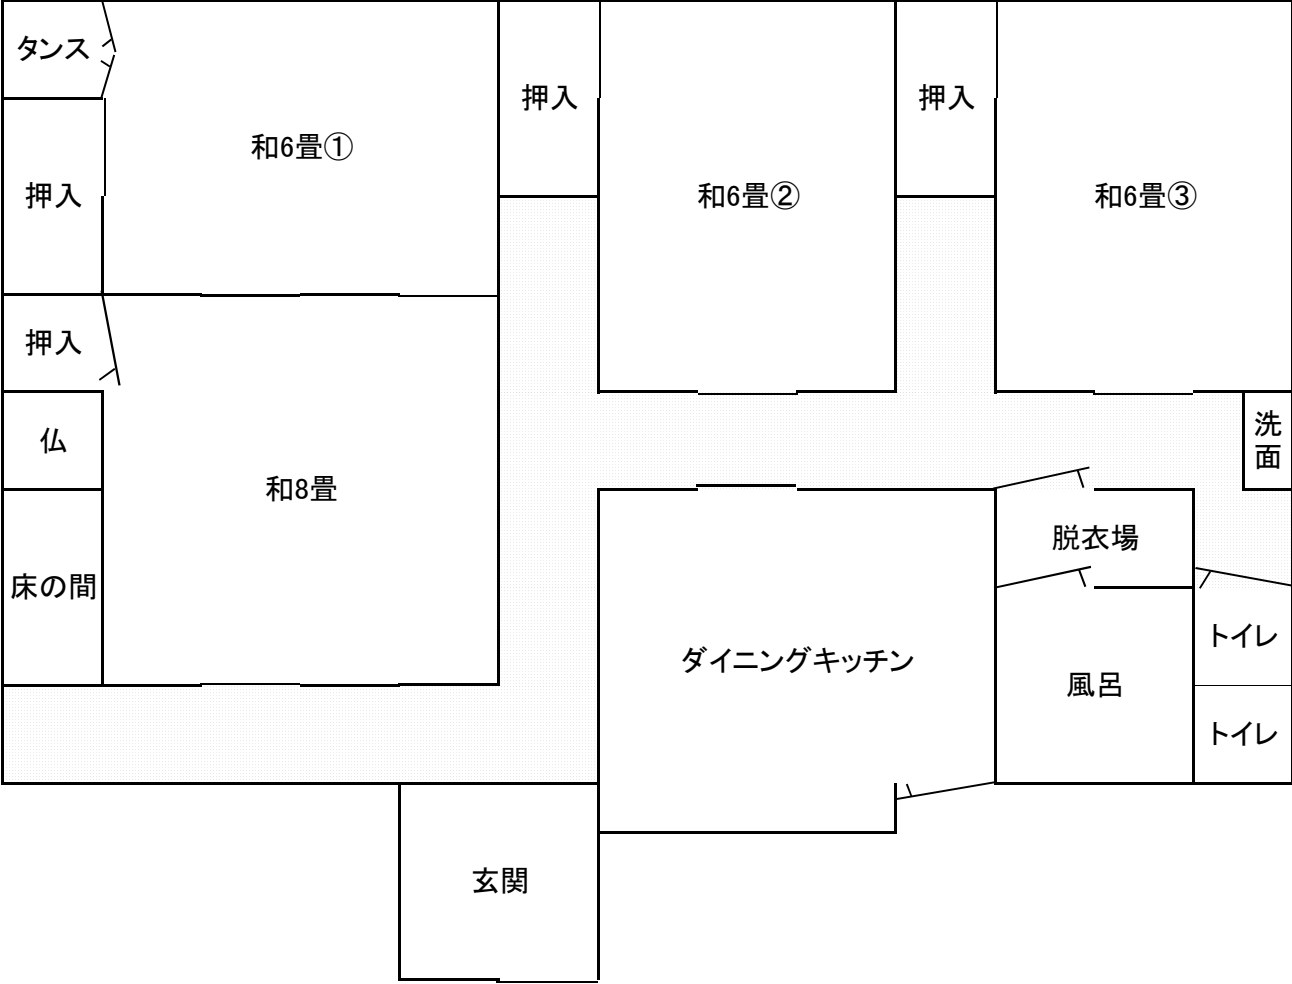 タンス
押入
和6畳①
押入
和6畳②
押入
和6畳③
押入
仏
床の間
和8畳
洗
面
脱衣場
ダイニングキッチン
風呂
トイレ
トイレ
玄関